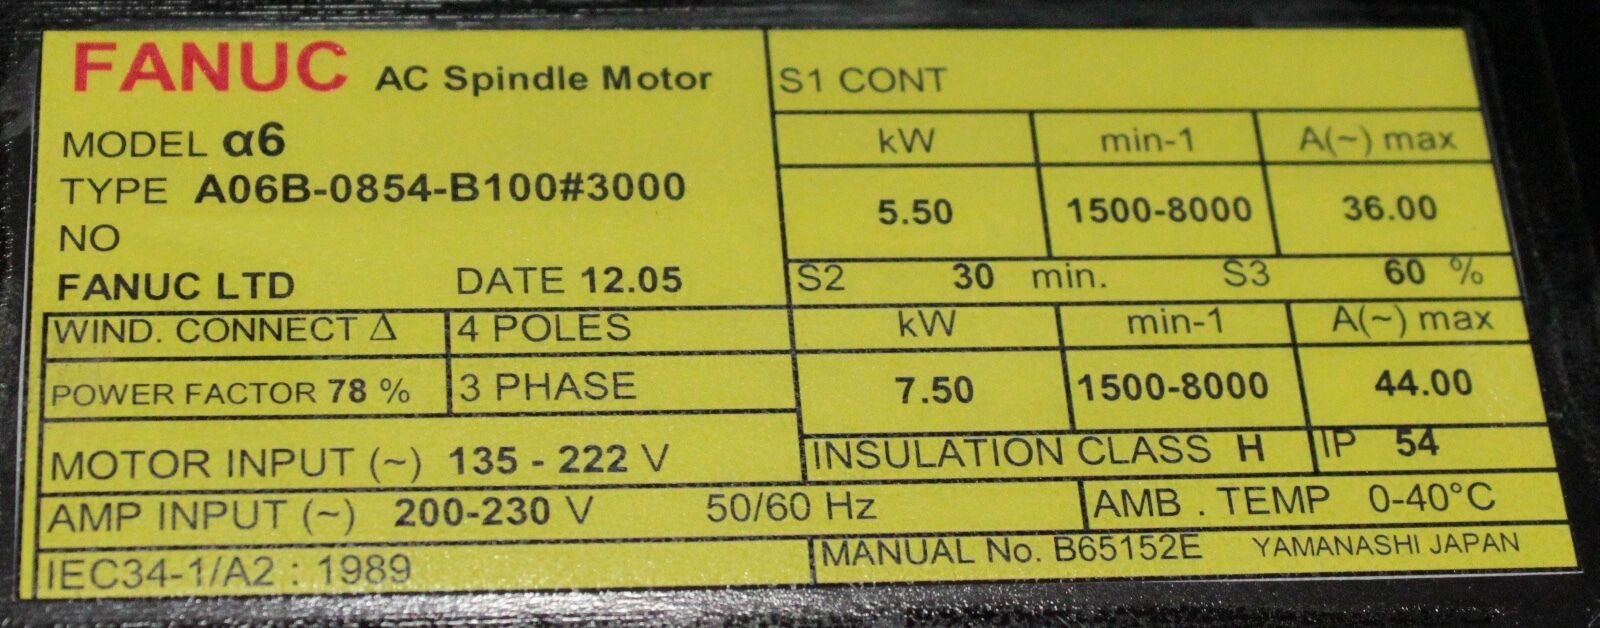 FANUC AC Spindle Motor
MODEL α6
TYPE A06B-0854-B100#3000
NO
FANUC LTD DATE 12.05
S1 CONT
kW min-1 A(~) max
5.50 1500-8000 36.00
S2 30 min. S3 60 %
kW min-1 A(~) max
7.50 1500-8000 44.00
WIND. CONNECT Δ 4 POLES
POWER FACTOR 78 % 3 PHASE
MOTOR INPUT (~) 135 - 222 V
INSULATION CLASS H IP 54
AMP INPUT (~) 200-230 V 50/60 Hz
AMB . TEMP 0-40°C
IEC34-1/A2 : 1989
MANUAL No. B65152E YAMANASHI JAPAN